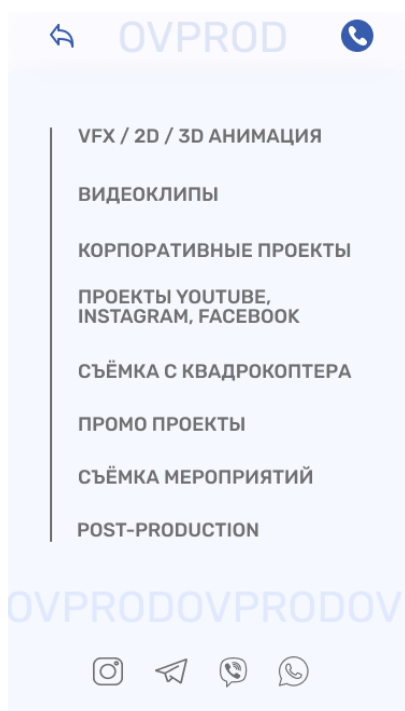 OVPROD
VFX / 2D / 3D АНИМАЦИЯ
ВИДЕОКЛИПЫ
КОРПОРАТИВНЫЕ ПРОЕКТЫ
ПРОЕКТЫ YOUTUBE,
INSTAGRAM, FACEBOOK
СЪЁМКА С КВАДРОКОПТЕРА
ПРОМО ПРОЕКТЫ
СЪЁМКА МЕРОПРИЯТИЙ
POST-PRODUCTION
OVPRODOVPRODOV